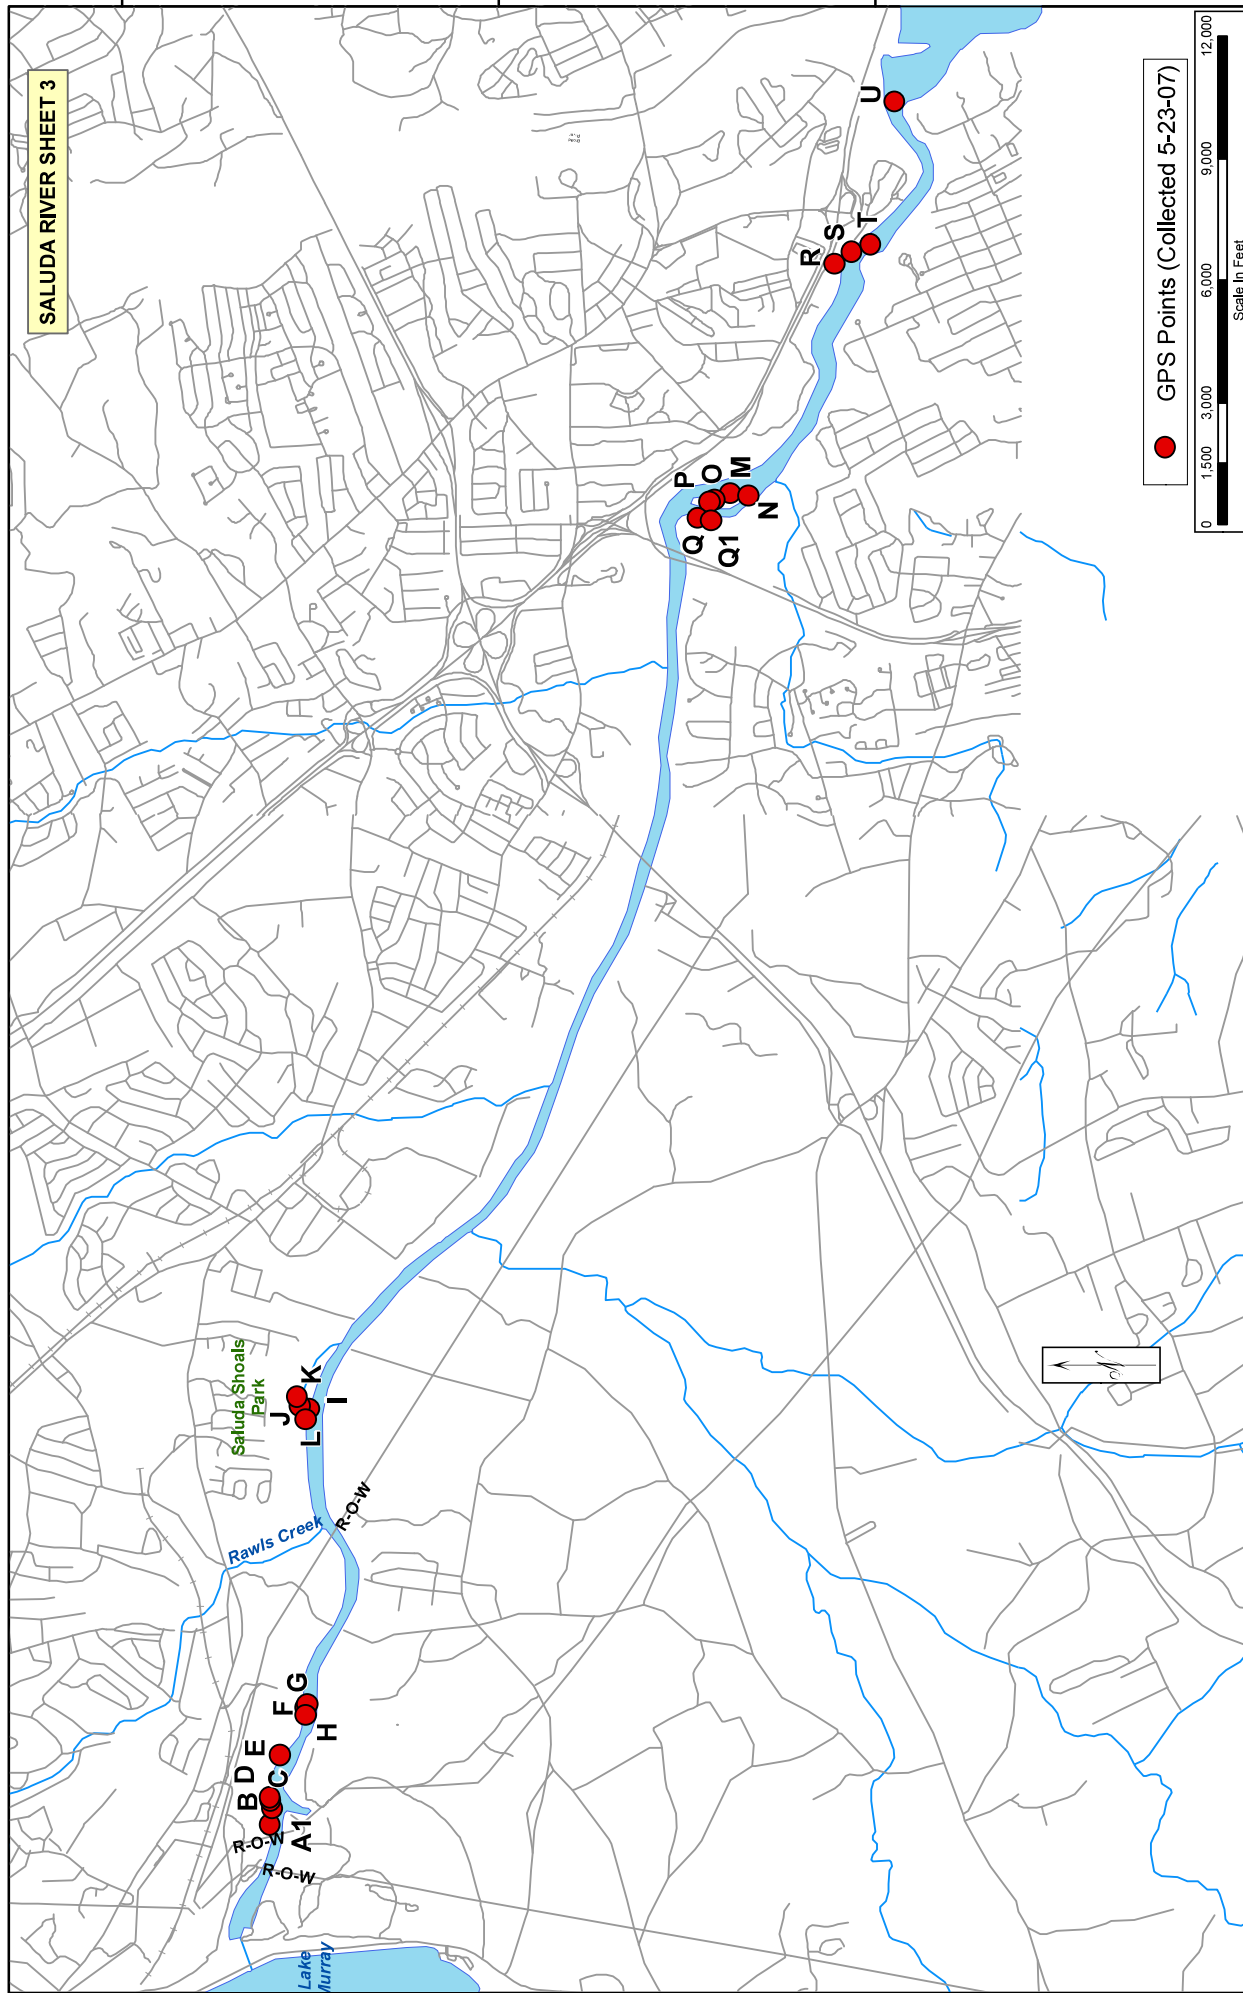 SALUDA RIVER SHEET 3
Lake
Murray
R-O-W
R-O-W
A1
B
C
D
E
F
G
H
Rawls Creek
R-O-W
Saluda Shoals
Park
J
K
L
I
P
O
M
N
Q
Q1
R
S
T
U
GPS Points (Collected 5-23-07)
0 1,500 3,000 6,000 9,000 12,000
Scale In Feet